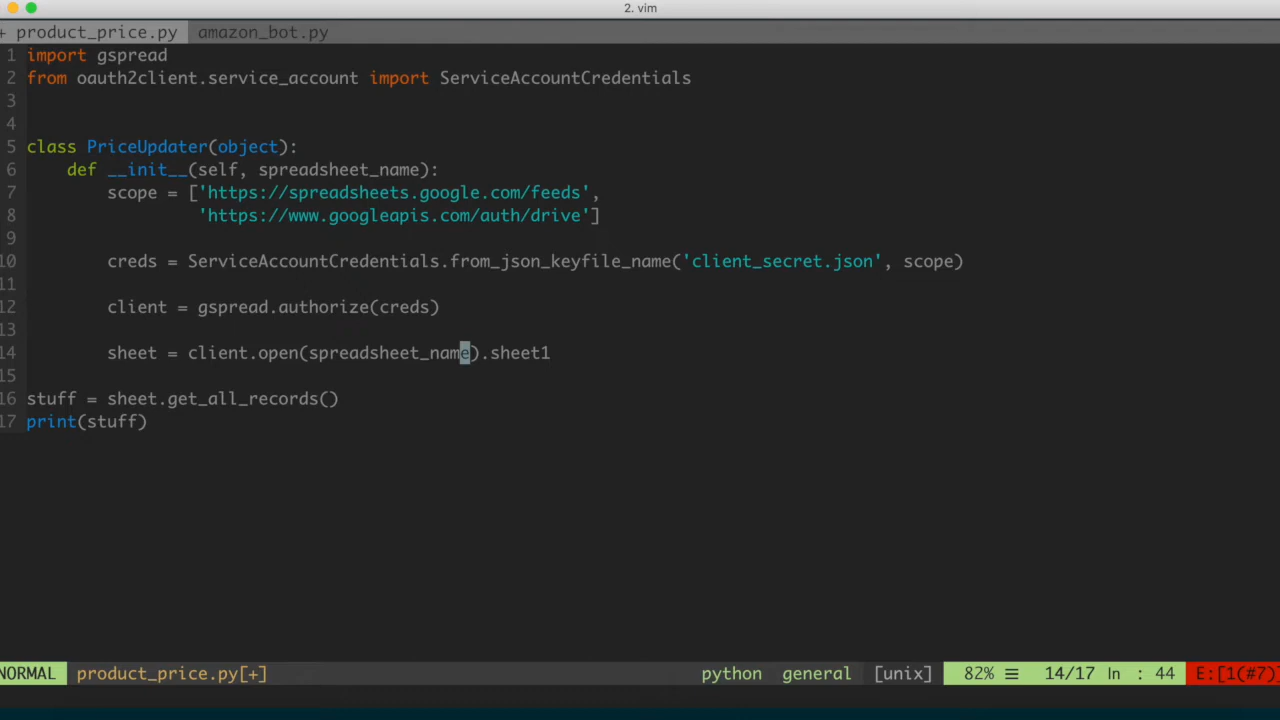 2. vim
+ product_price.py amazon_bot.py
1 import gspread
2 from oauth2client.service_account import ServiceAccountCredentials
3
4
5 class PriceUpdater(object):
6     def __init__(self, spreadsheet_name):
7         scope = ['https://spreadsheets.google.com/feeds',
8                  'https://www.googleapis.com/auth/drive']
9
10         creds = ServiceAccountCredentials.from_json_keyfile_name('client_secret.json', scope)
11
12         client = gspread.authorize(creds)
13
14         sheet = client.open(spreadsheet_name).sheet1
15
16 stuff = sheet.get_all_records()
17 print(stuff)
NORMAL product_price.py[+] python general [unix] 82% ☰ 14/17 ln : 44 E:[1(#7)]